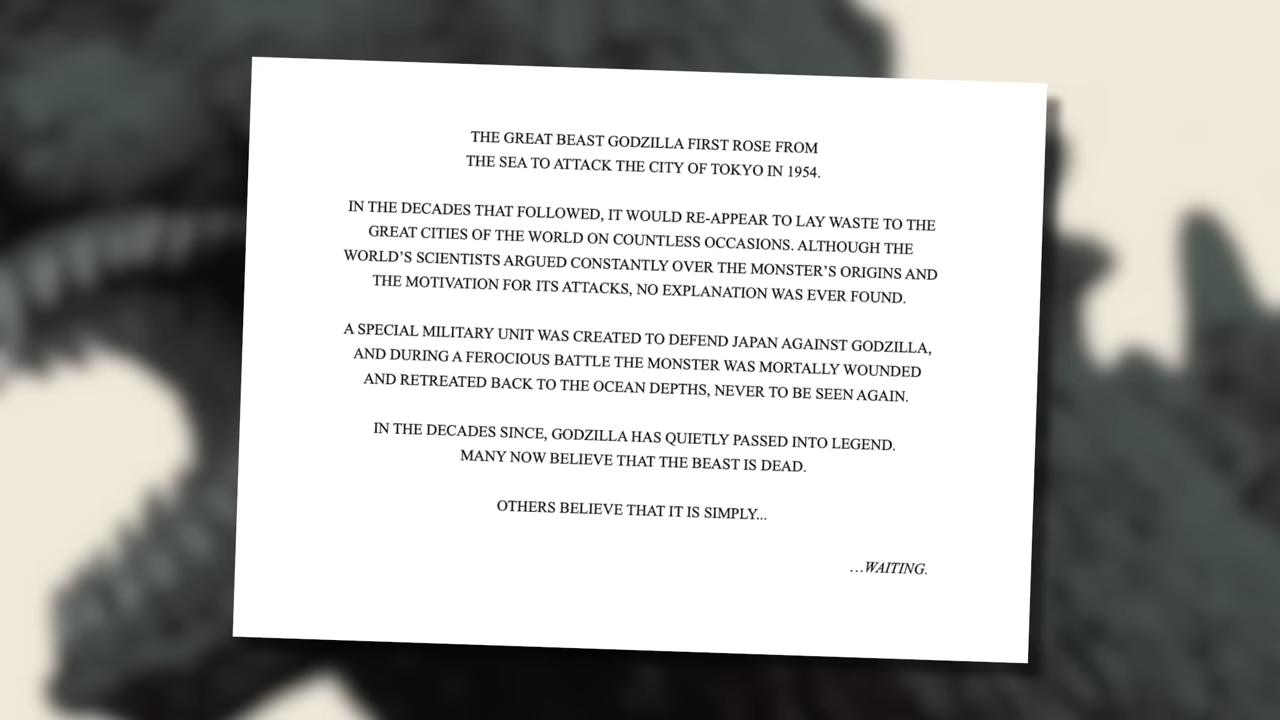 THE GREAT BEAST GODZILLA FIRST ROSE FROM
THE SEA TO ATTACK THE CITY OF TOKYO IN 1954.
IN THE DECADES THAT FOLLOWED, IT WOULD RE-APPEAR TO LAY WASTE TO THE
GREAT CITIES OF THE WORLD ON COUNTLESS OCCASIONS. ALTHOUGH THE
WORLD’S SCIENTISTS ARGUED CONSTANTLY OVER THE MONSTER’S ORIGINS AND
THE MOTIVATION FOR ITS ATTACKS, NO EXPLANATION WAS EVER FOUND.
A SPECIAL MILITARY UNIT WAS CREATED TO DEFEND JAPAN AGAINST GODZILLA,
AND DURING A FEROCIOUS BATTLE THE MONSTER WAS MORTALLY WOUNDED
AND RETREATED BACK TO THE OCEAN DEPTHS, NEVER TO BE SEEN AGAIN.
IN THE DECADES SINCE, GODZILLA HAS QUIETLY PASSED INTO LEGEND.
MANY NOW BELIEVE THAT THE BEAST IS DEAD.
OTHERS BELIEVE THAT IT IS SIMPLY...
…WAITING.